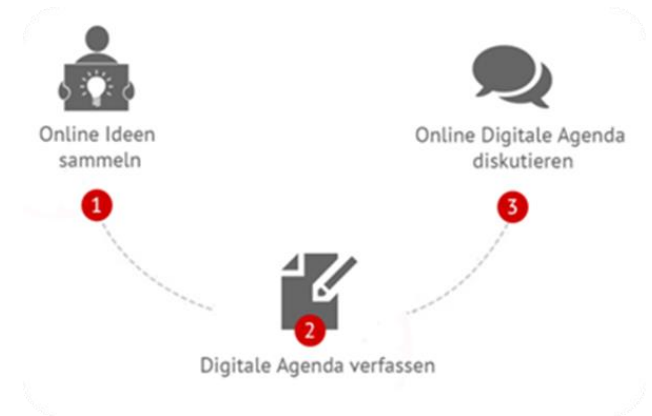 Online Ideen
sammeln
1
2
Digitale Agenda verfassen
Online Digitale Agenda
diskutieren
3